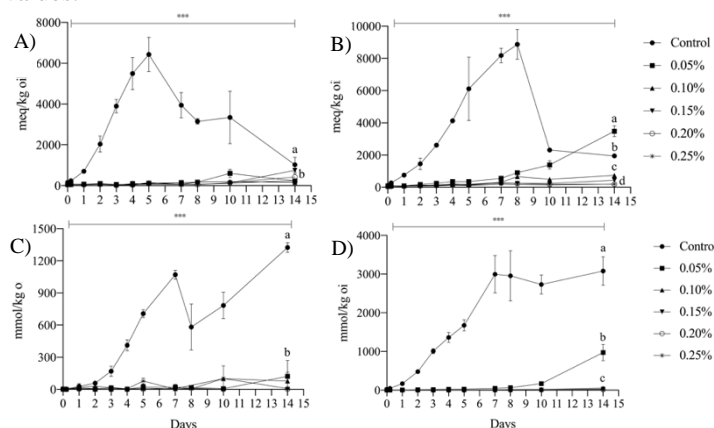 A)
***
8000
6000
4000
2000
0
meq/kg oi
a
b
0 1 2 3 4 5 6 7 8 9 10 11 12 13 14 15
B)
***
10000
8000
6000
4000
2000
0
meq/kg oi
a
b
c
d
0 1 2 3 4 5 6 7 8 9 10 11 12 13 14 15
Control
0.05%
0.10%
0.15%
0.20%
0.25%
C)
***
1500
1200
900
600
300
0
mmol/kg o
a
b
0 1 2 3 4 5 6 7 8 9 10 11 12 13 14 15
Days
D)
***
4000
3000
2000
1000
0
mmol/kg oi
a
b
c
0 1 2 3 4 5 6 7 8 9 10 11 12 13 14 15
Days
Contro
0.05%
0.10%
0.15%
0.20%
0.25%